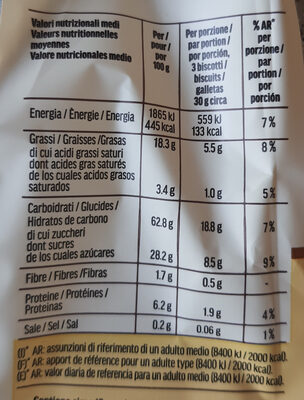 Valori nutrizionali medi
Valeurs nutritionnelles
moyennes
Valore nutricionales medio
Per /
pour /
por
100 g
Per porzione /
par portion /
por porción,
3 biscotti /
biscuits /
galletas
30 g circa
% AR*
per
porzione /
par
portion /
por
porción
Energia / Énergie / Energia 1865 kJ 559 kJ 7%
445 kcal 133 kcal
Grassi / Graisses /Grasas 18.3 g 5.5 g 8%
di cui acidi grassi saturi
dont acides gras saturés
de los cuales acidos grasos
saturados 3.4 g 1.0 g 5%
Carboidrati / Glucides /
Hidratos de carbono 62.8 g 18.8 g 7%
di cui zuccheri
dont sucres
de los cuales azúcares 28.2 g 8.5 g 9%
Fibre / Fibres /Fibras 1.7 g 0.5 g -
Proteine / Protéines /
Proteinas 6.2 g 1.9 g 4%
Sale / Sel / Sal 0.2 g 0.06 g 1%
(I)* AR: assunzioni di riferimento di un adulto medio (8400 kJ / 2000 kcal).
(F)* AR: apport de référence pour un adulte type (8400 kJ / 2000 kcal).
(E)* AR: valor diaria de referencia para un adulto medio (8400 kJ / 2000 kcal).